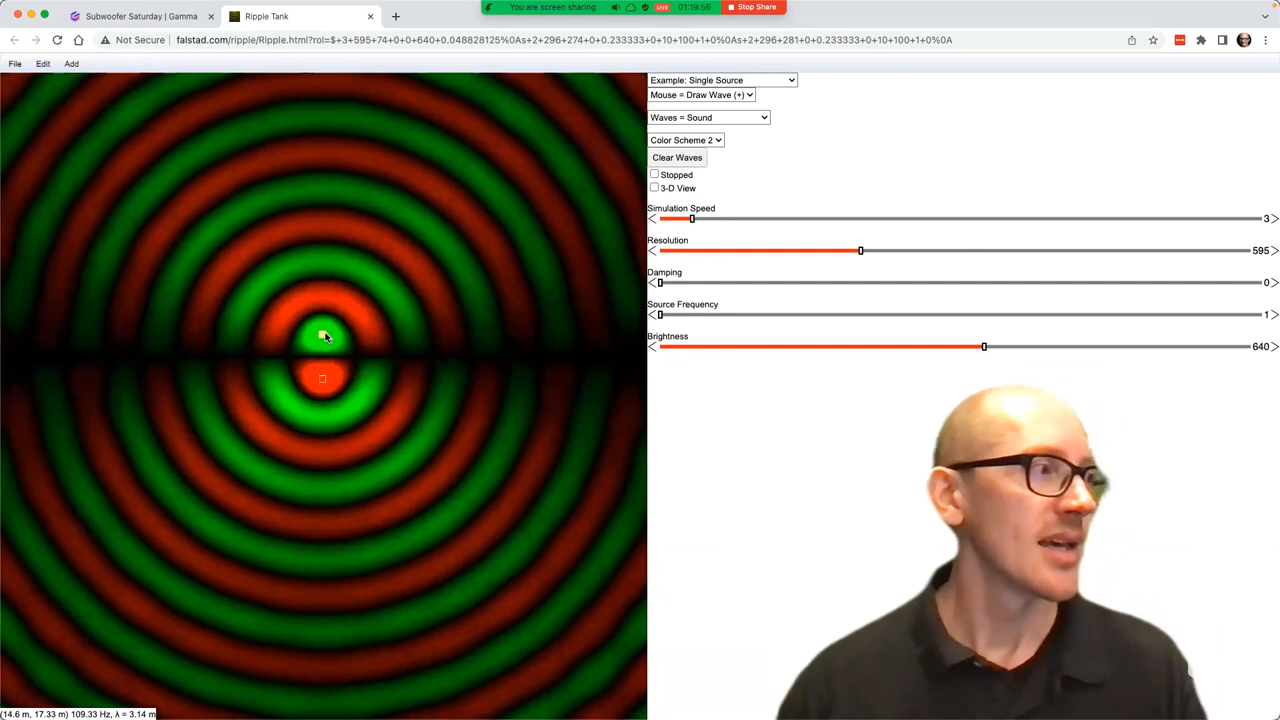 Subwoofer Saturday | Gamma
Ripple Tank
You are screen sharing
LIVE
01:19:56
Stop Share
Not Secure
falstad.com/ripple/Ripple.html?rol=$+3+595+74+0+0+640+0.048828125%0As+2+296+274+0+0.233333+0+10+100+1+0%0As+2+296+281+0+0.233333+0+10+100+1+0%0A
File Edit Add
Example: Single Source
Mouse = Draw Wave (+)
Waves = Sound
Color Scheme 2
Clear Waves
Stopped
3-D View
Simulation Speed
3
Resolution
595
Damping
0
Source Frequency
1
Brightness
640
(14.6 m, 17.33 m) 109.33 Hz, λ = 3.14 m